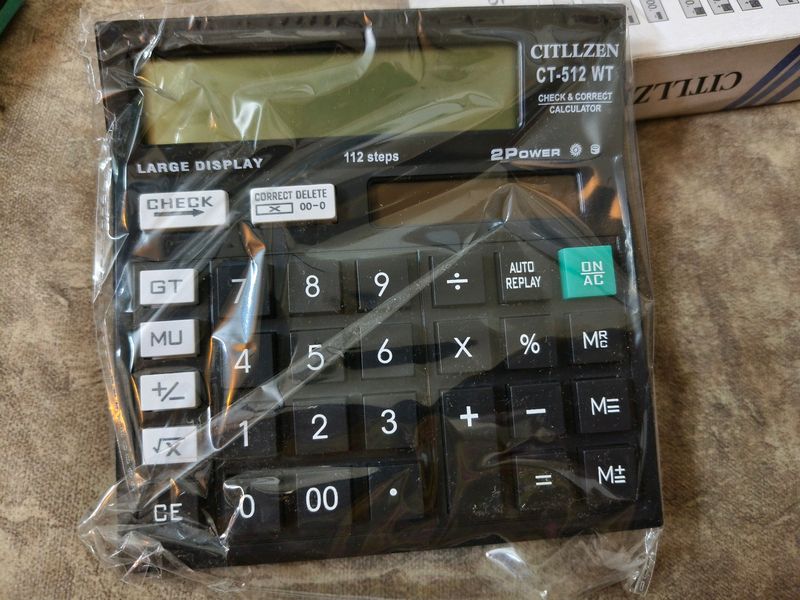 CITLLZEN
CT-512 WT
CHECK & CORRECT
CALCULATOR
CITLLZ
LARGE DISPLAY
112 steps
2POWER
CHECK
CORRECT DELETE
X 00-0
GT
7
8
9
÷
AUTO
REPLAY
ON
AC
MU
4
5
6
X
%
MRC
+/−
1
2
3
+
−
M=
√X
CE
0
00
.
=
M±